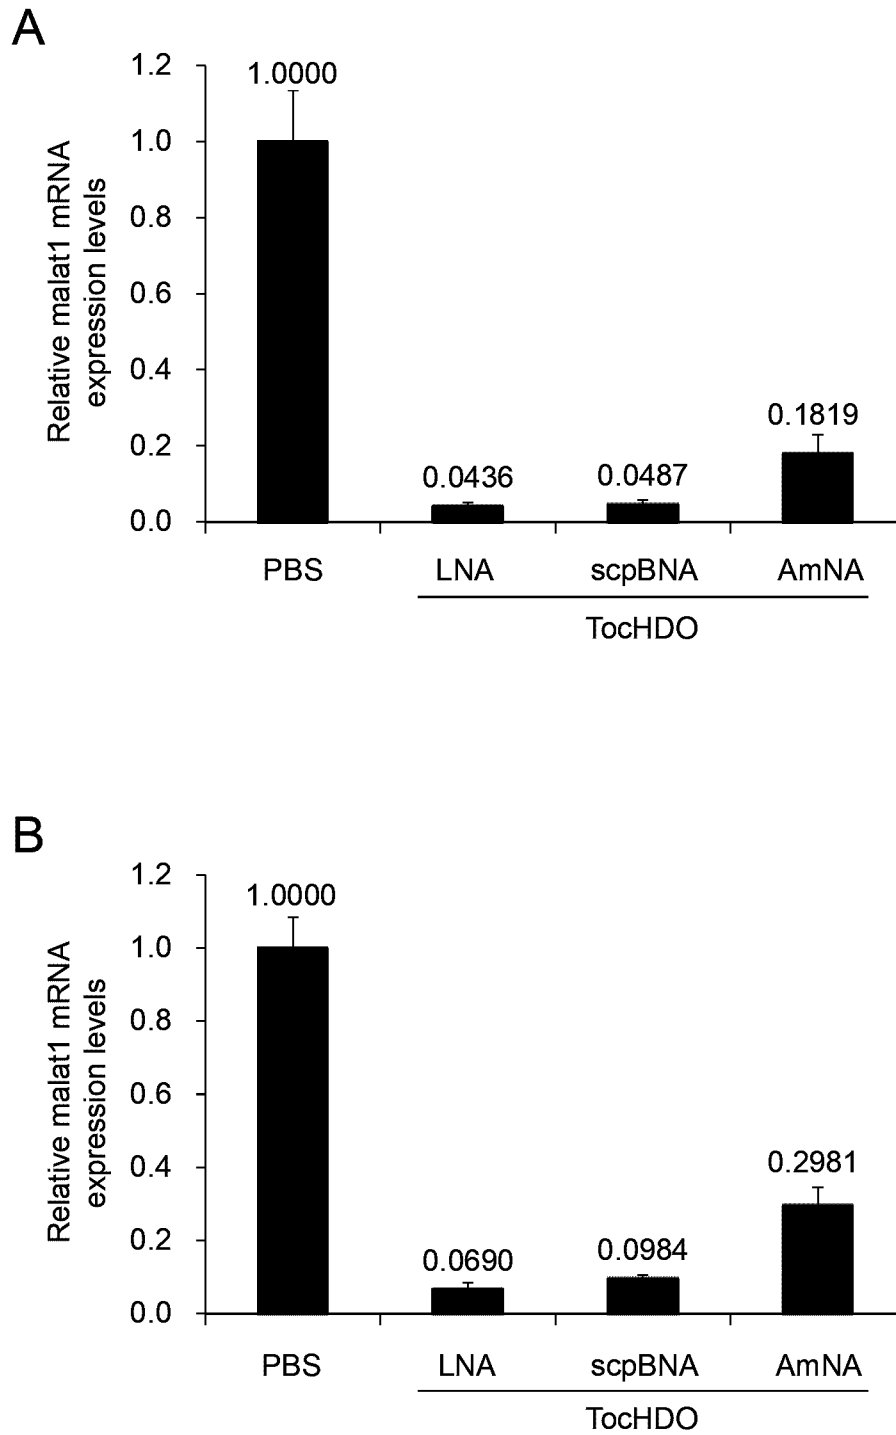 A
Relative malat1 mRNA
expression levels
1.2
1.0
0.8
0.6
0.4
0.2
0.0
1.0000
0.0436
0.0487
0.1819
PBS
LNA
scpBNA
AmNA
TocHDO
B
Relative malat1 mRNA
expression levels
1.2
1.0
0.8
0.6
0.4
0.2
0.0
1.0000
0.0690
0.0984
0.2981
PBS
LNA
scpBNA
AmNA
TocHDO